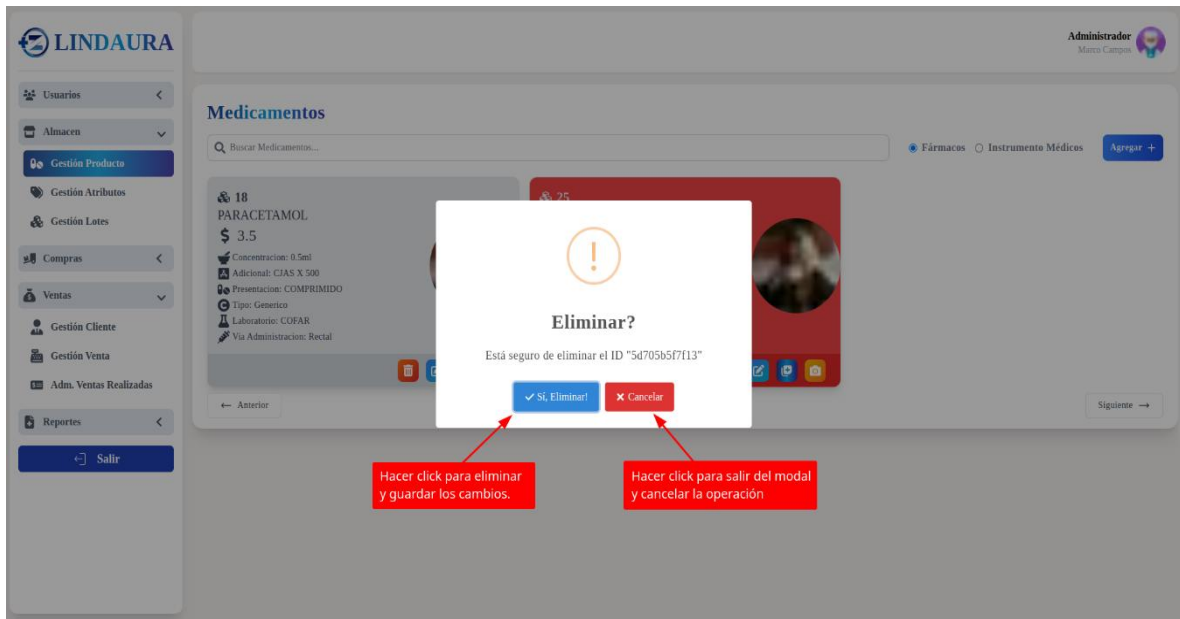 LINDAURA
Administrador
Marco Campos
Usuarios
Almacen
Gestión Producto
Gestión Atributos
Gestión Lotes
Compras
Ventas
Gestión Cliente
Gestión Venta
Adm. Ventas Realizadas
Reportes
Salir
Medicamentos
Buscar Medicamentos...
Fármacos
Instrumento Médicos
Agregar +
18
PARACETAMOL
$ 3.5
Concentracion: 0.5ml
Adicional: CJAS X 500
Presentacion: COMPRIMIDO
Tipo: Generico
Laboratorio: COFAR
Via Administracion: Rectal
25
Eliminar?
Está seguro de eliminar el ID "5d705b5f7f13"
Sí, Eliminar!
Cancelar
← Anterior
Siguiente →
Hacer click para eliminar
y guardar los cambios.
Hacer click para salir del modal
y cancelar la operación